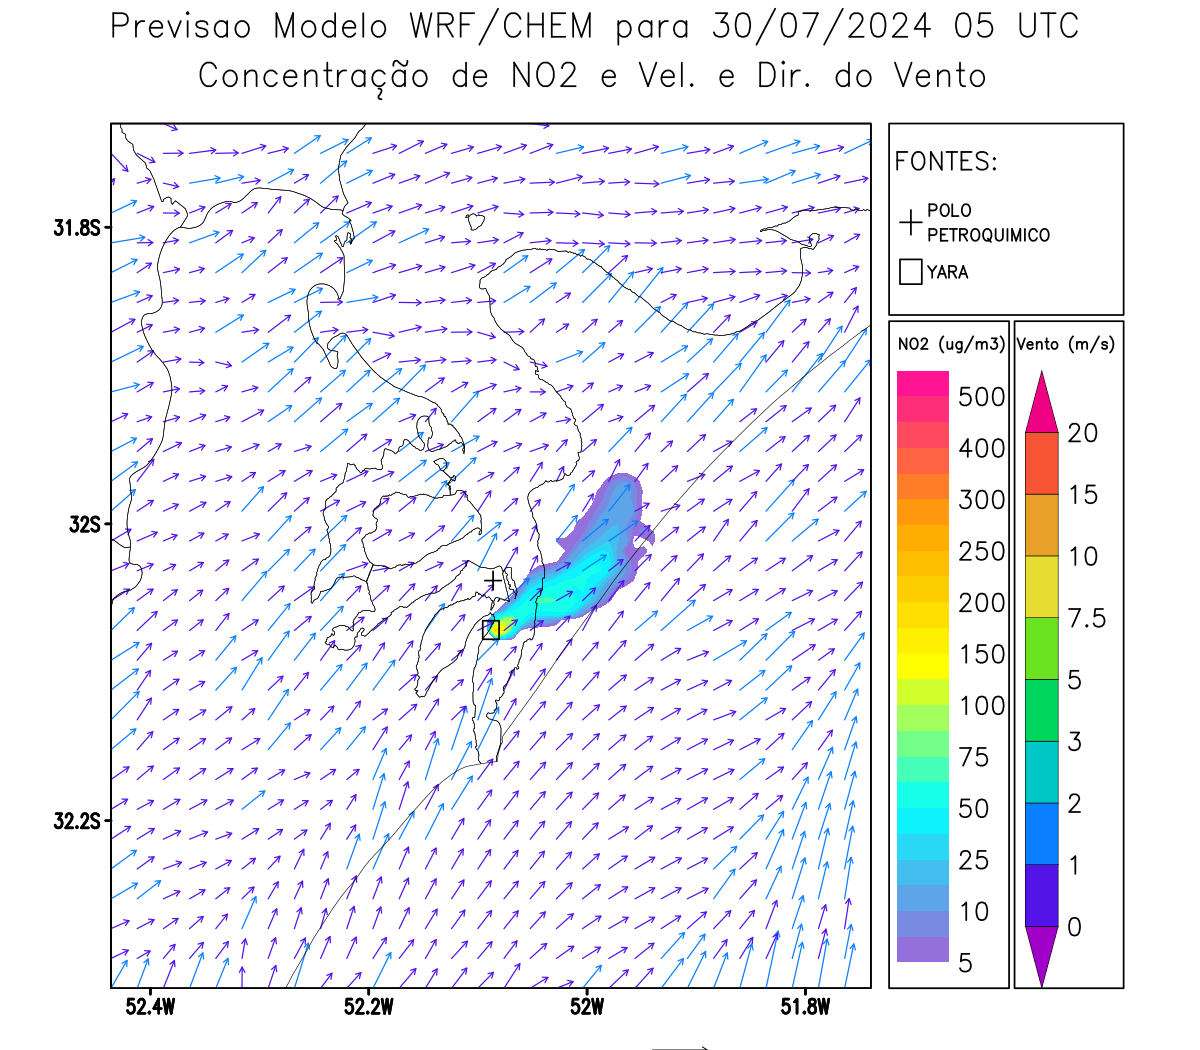 Previsao Modelo WRF/CHEM para 30/07/2024 05 UTC
Concentração de NO2 e Vel. e Dir. do Vento
FONTES:
POLO
PETROQUIMICO
YARA
31.8S
32S
32.2S
52.4W
52.2W
52W
51.8W
NO2 (ug/m3)
500
400
300
250
200
150
100
75
50
25
10
5
Vento (m/s)
20
15
10
7.5
5
3
2
1
0